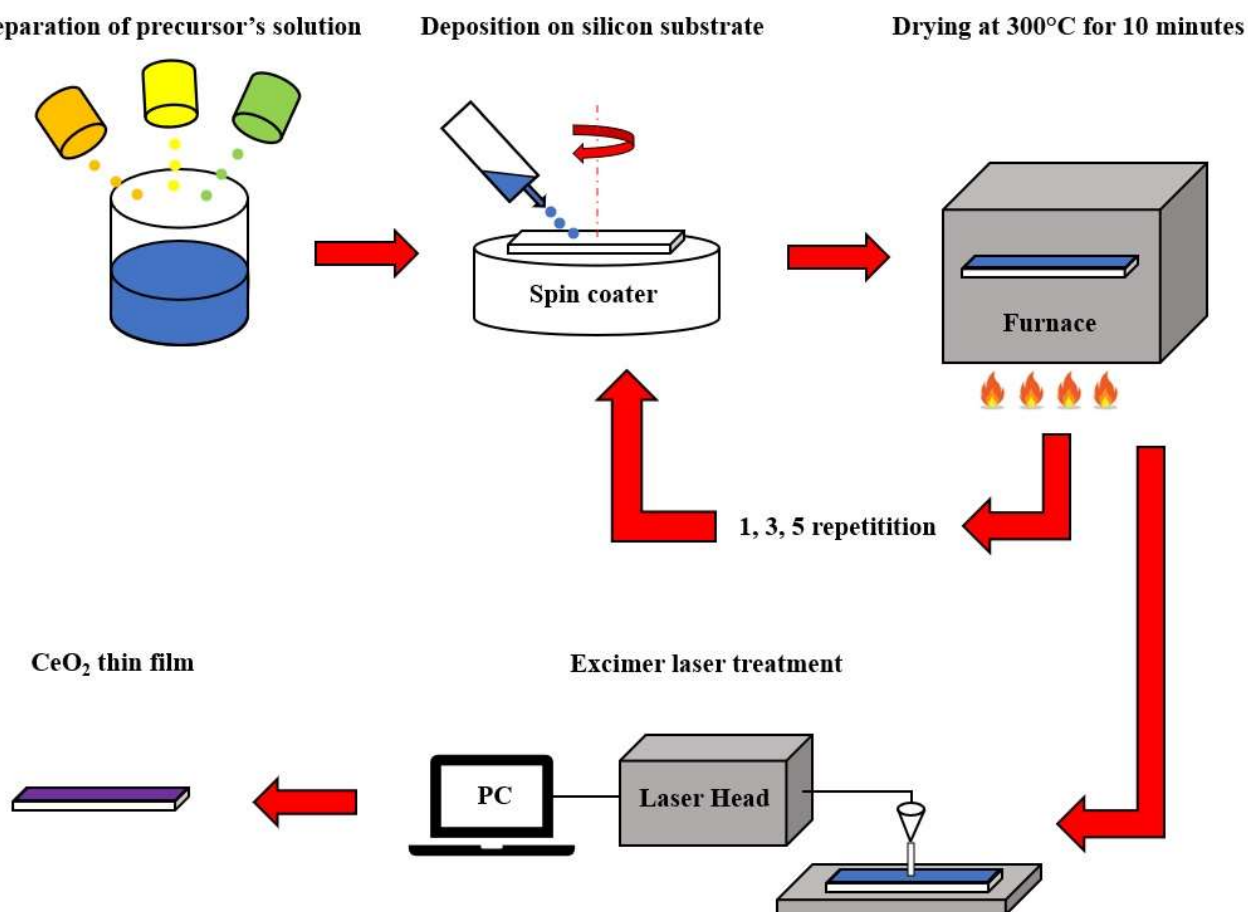 eparation of precursor’s solution
Deposition on silicon substrate
Drying at 300°C for 10 minutes
Spin coater
Furnace
1, 3, 5 repetitition
CeO₂ thin film
Excimer laser treatment
PC
Laser Head